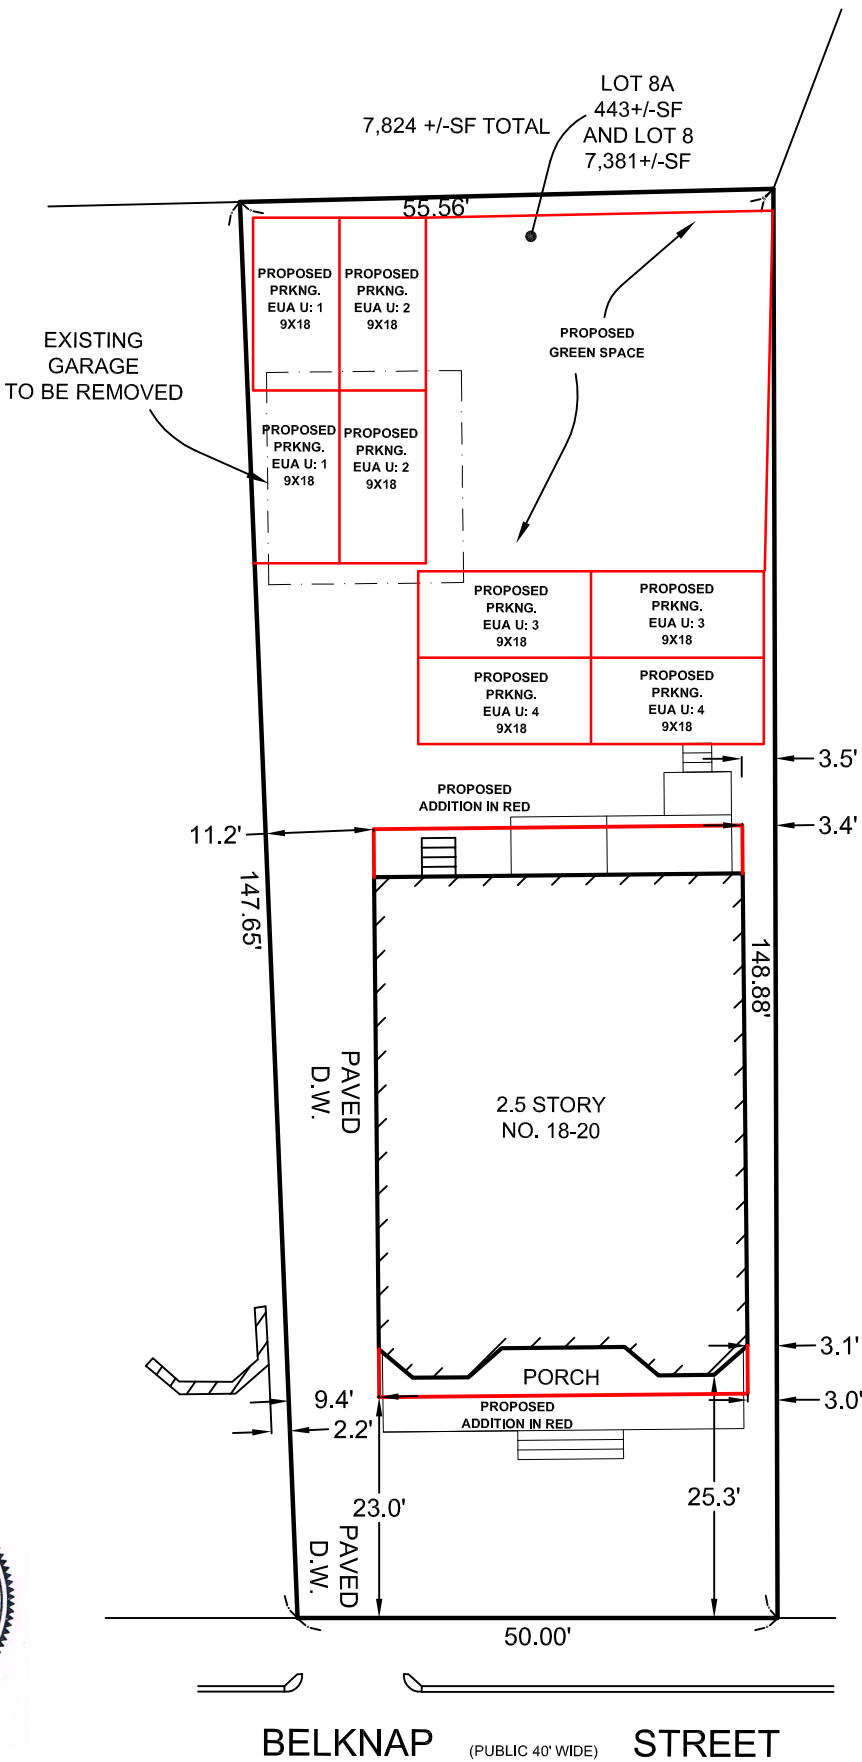 LOT 8A
443+/-SF
7,824 +/-SF TOTAL
AND LOT 8
7,381+/-SF
55.56'
PROPOSED
PRKNG.
EUA U: 1
9X18
PROPOSED
PRKNG.
EUA U: 2
9X18
PROPOSED
GREEN SPACE
EXISTING
GARAGE
TO BE REMOVED
PROPOSED
PRKNG.
EUA U: 1
9X18
PROPOSED
PRKNG.
EUA U: 2
9X18
PROPOSED
PRKNG.
EUA U: 3
9X18
PROPOSED
PRKNG.
EUA U: 3
9X18
PROPOSED
PRKNG.
EUA U: 4
9X18
PROPOSED
PRKNG.
EUA U: 4
9X18
3.5'
PROPOSED
ADDITION IN RED
3.4'
11.2'
147.65'
148.88'
PAVED
D.W.
2.5 STORY
NO. 18-20
3.1'
PORCH
9.4'
PROPOSED
ADDITION IN RED
3.0'
2.2'
23.0'
25.3'
PAVED
D.W.
50.00'
BELKNAP (PUBLIC 40' WIDE) STREET